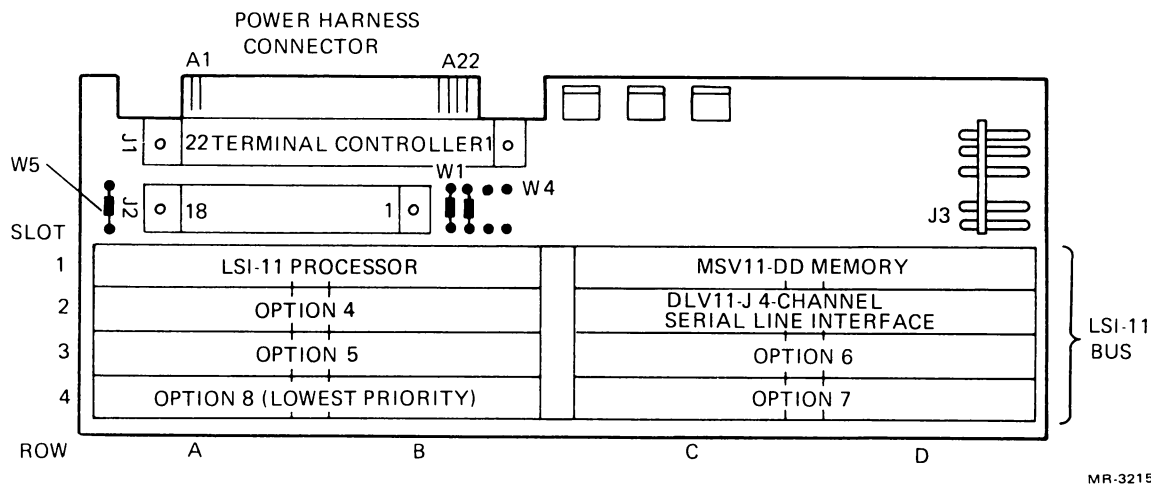 POWER HARNESS
CONNECTOR
A1
A22
J1
22 TERMINAL CONTROLLER 1
W5
W1
W4
J2
18
1
J3
SLOT
1
LSI-11 PROCESSOR
MSV11-DD MEMORY
2
OPTION 4
DLV11-J 4-CHANNEL
SERIAL LINE INTERFACE
LSI-11
BUS
3
OPTION 5
OPTION 6
4
OPTION 8 (LOWEST PRIORITY)
OPTION 7
ROW
A
B
C
D
MR-3215